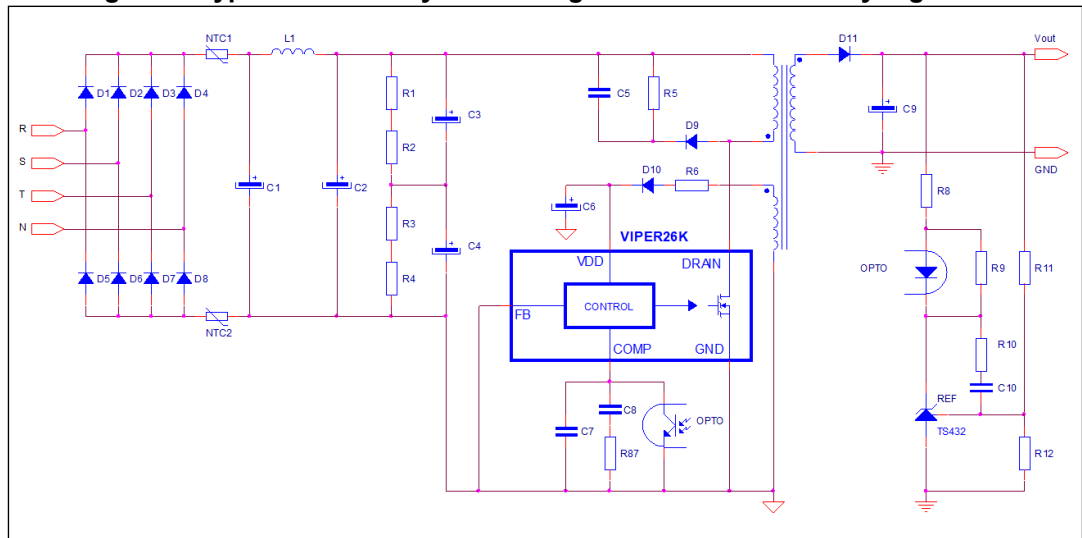 NTC1
L1
D11
Vout
D1
D2
D3
D4
R1
C5
R5
C3
C9
R
D9
R2
S
GND
D10
R6
T
C1
C2
R8
C6
N
R3
VIPER26K
C4
VDD
DRAIN
OPTO
R9
R11
D5
D6
D7
D8
R4
CONTROL
FB
NTC2
COMP
GND
R10
C10
REF
C8
OPTO
C7
TS432
R87
R12